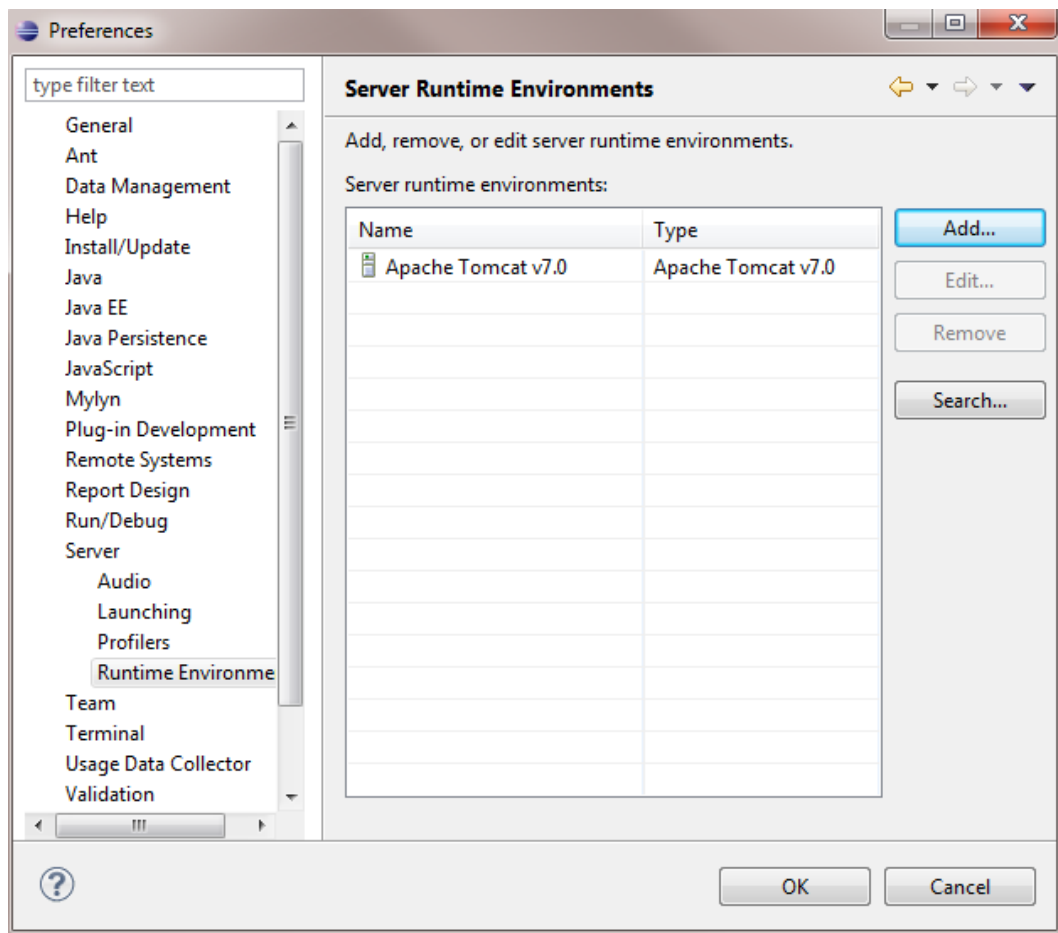 Preferences
type filter text
General
Ant
Data Management
Help
Install/Update
Java
Java EE
Java Persistence
JavaScript
Mylyn
Plug-in Development
Remote Systems
Report Design
Run/Debug
Server
Audio
Launching
Profilers
Runtime Environme
Team
Terminal
Usage Data Collector
Validation
Server Runtime Environments
Add, remove, or edit server runtime environments.
Server runtime environments:
Name Type
Apache Tomcat v7.0 Apache Tomcat v7.0
Add...
Edit...
Remove
Search...
?
OK Cancel